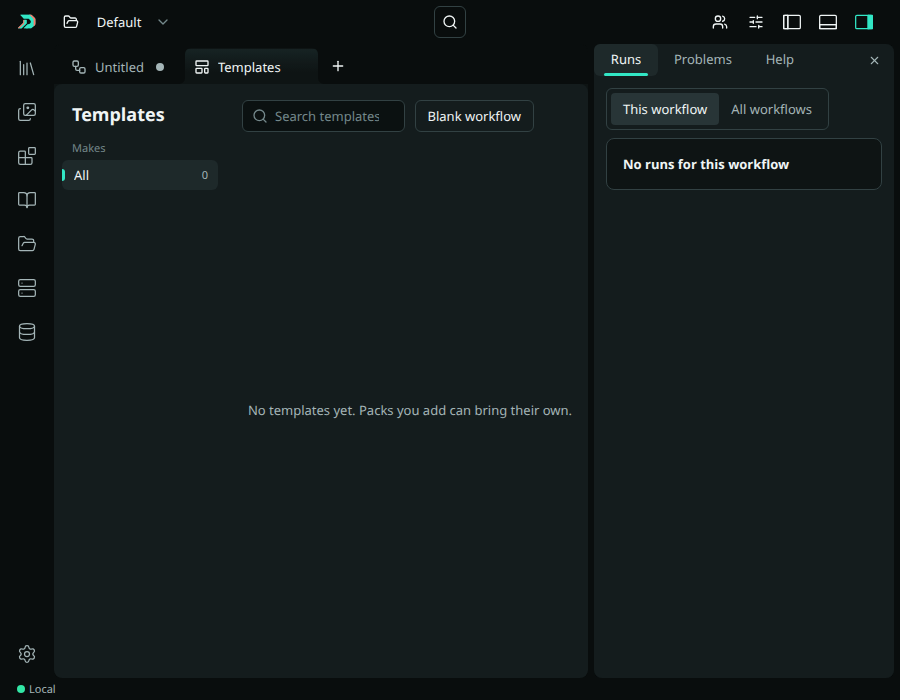 Default
Untitled
Templates
Runs
Problems
Help
Templates
Search templates
Blank workflow
This workflow
All workflows
Makes
No runs for this workflow
All
0
No templates yet. Packs you add can bring their own.
Local